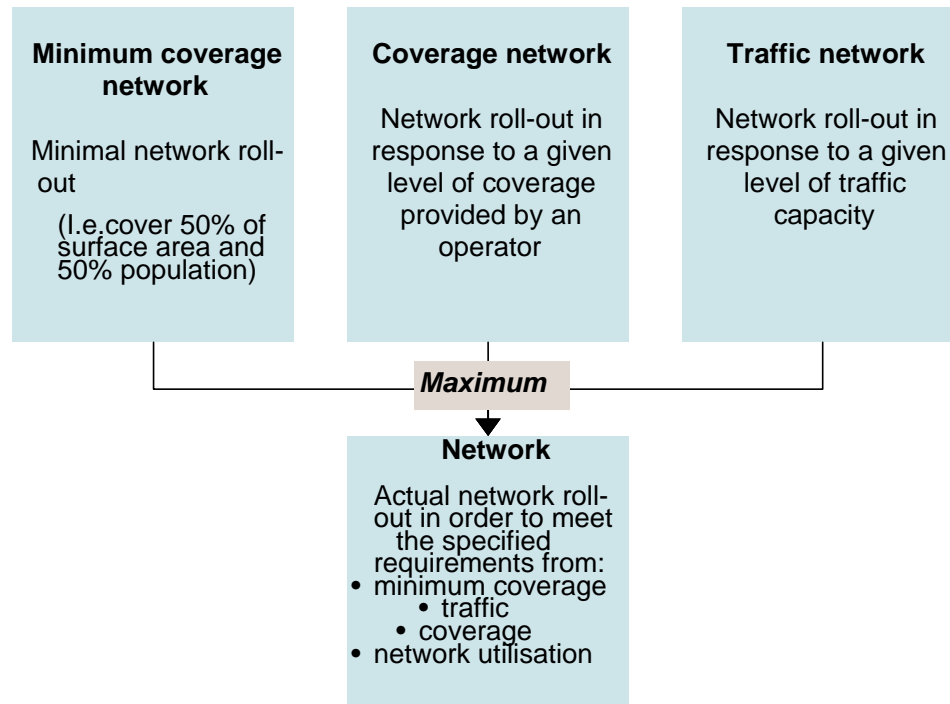 Minimum coverage
network
Minimal network roll-
out
(I.e.cover 50% of
surface area and
50% population)
Coverage network
Network roll-out in
response to a given
level of coverage
provided by an
operator
Traffic network
Network roll-out in
response to a given
level of traffic
capacity
Maximum
Network
Actual network roll-
out in order to meet
the specified
requirements from:
• minimum coverage
• traffic
• coverage
• network utilisation